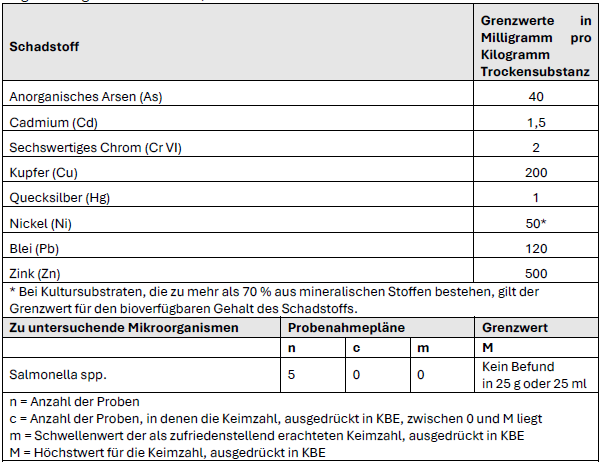 Schadstoff
Grenzwerte in
Milligramm pro
Kilogramm
Trockensubstanz
Anorganisches Arsen (As) 40
Cadmium (Cd) 1,5
Sechswertiges Chrom (Cr VI) 2
Kupfer (Cu) 200
Quecksilber (Hg) 1
Nickel (Ni) 50*
Blei (Pb) 120
Zink (Zn) 500
* Bei Kultursubstraten, die zu mehr als 70 % aus mineralischen Stoffen bestehen, gilt der
Grenzwert für den bioverfügbaren Gehalt des Schadstoffs.
Zu untersuchende Mikroorganismen Probenahmepläne Grenzwert
n c m M
Salmonella spp. 5 0 0 Kein Befund
in 25 g oder 25 ml
n = Anzahl der Proben
c = Anzahl der Proben, in denen die Keimzahl, ausgedrückt in KBE, zwischen 0 und M liegt
m = Schwellenwert der als zufriedenstellend erachteten Keimzahl, ausgedrückt in KBE
M = Höchstwert für die Keimzahl, ausgedrückt in KBE